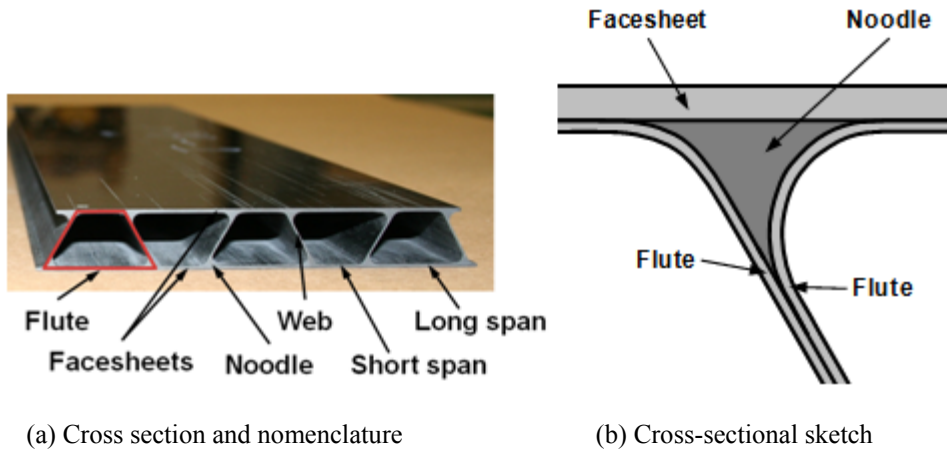 Facesheet Noodle
Flute Web Long span
Facesheets Noodle Short span
Flute
Flute
(a) Cross section and nomenclature (b) Cross-sectional sketch